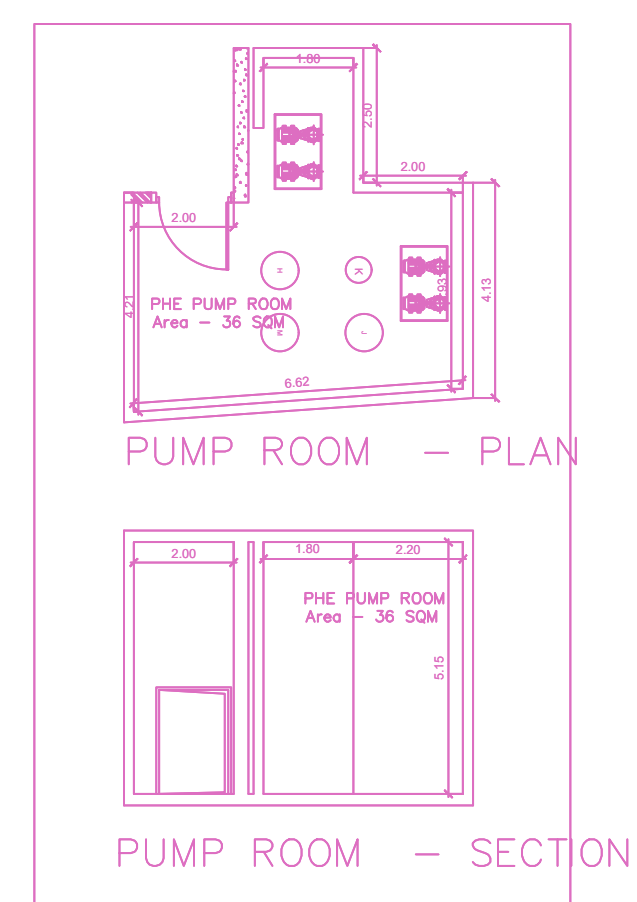 1.80
2.50
2.00
2.00
4.21
H
K
4.13
PHE PUMP ROOM
Area - 36 SQM
M
J
6.62
PUMP ROOM - PLAN
2.00
1.80
2.20
PHE PUMP ROOM
Area - 36 SQM
5.15
PUMP ROOM - SECTION